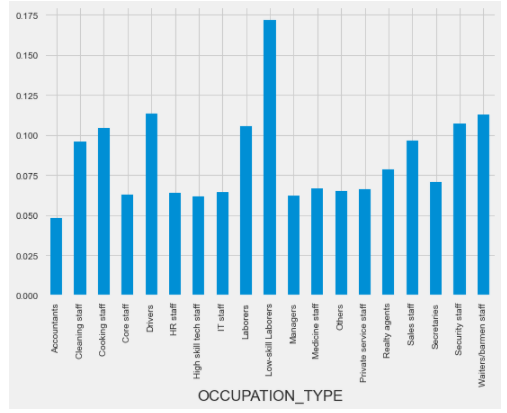 0.175
0.150
0.125
0.100
0.075
0.050
0.025
0.000
Accountants
Cleaning staff
Cooking staff
Core staff
Drivers
HR staff
High skill tech staff
IT staff
Laborers
Low-skill Laborers
Managers
Medicine staff
Others
Private service staff
Realty agents
Sales staff
Secretaries
Security staff
Waiters/barmen staff
OCCUPATION_TYPE